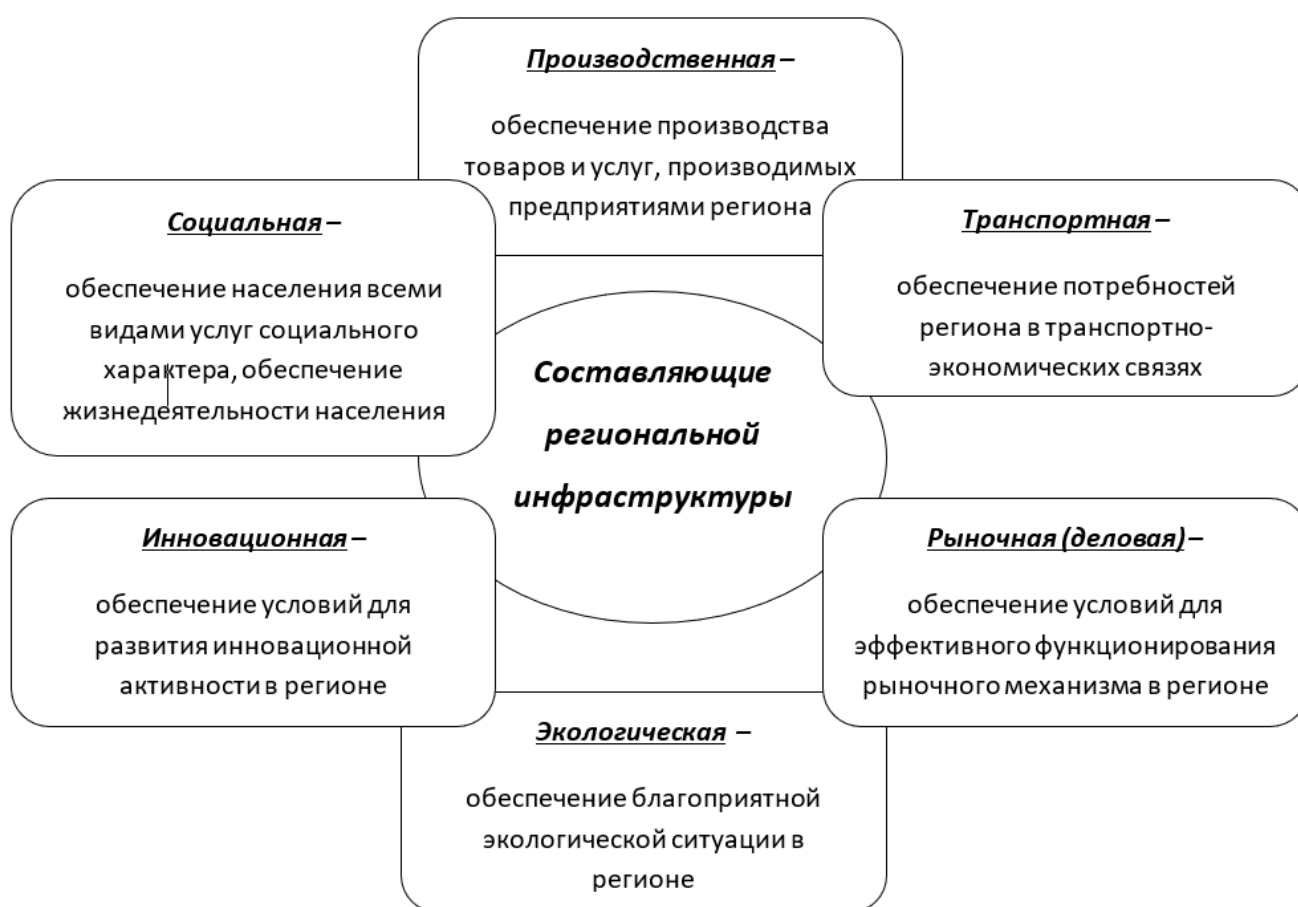 Производственная –
обеспечение производства
товаров и услуг, производимых
предприятиями региона
Социальная –
обеспечение населения всеми
видами услуг социального
характера, обеспечение
жизнедеятельности населения
Транспортная –
обеспечение потребностей
региона в транспортно-
экономических связях
Составляющие
региональной
инфраструктуры
Инновационная –
обеспечение условий для
развития инновационной
активности в регионе
Рыночная (деловая) –
обеспечение условий для
эффективного функционирования
рыночного механизма в регионе
Экологическая –
обеспечение благоприятной
экологической ситуации в
регионе